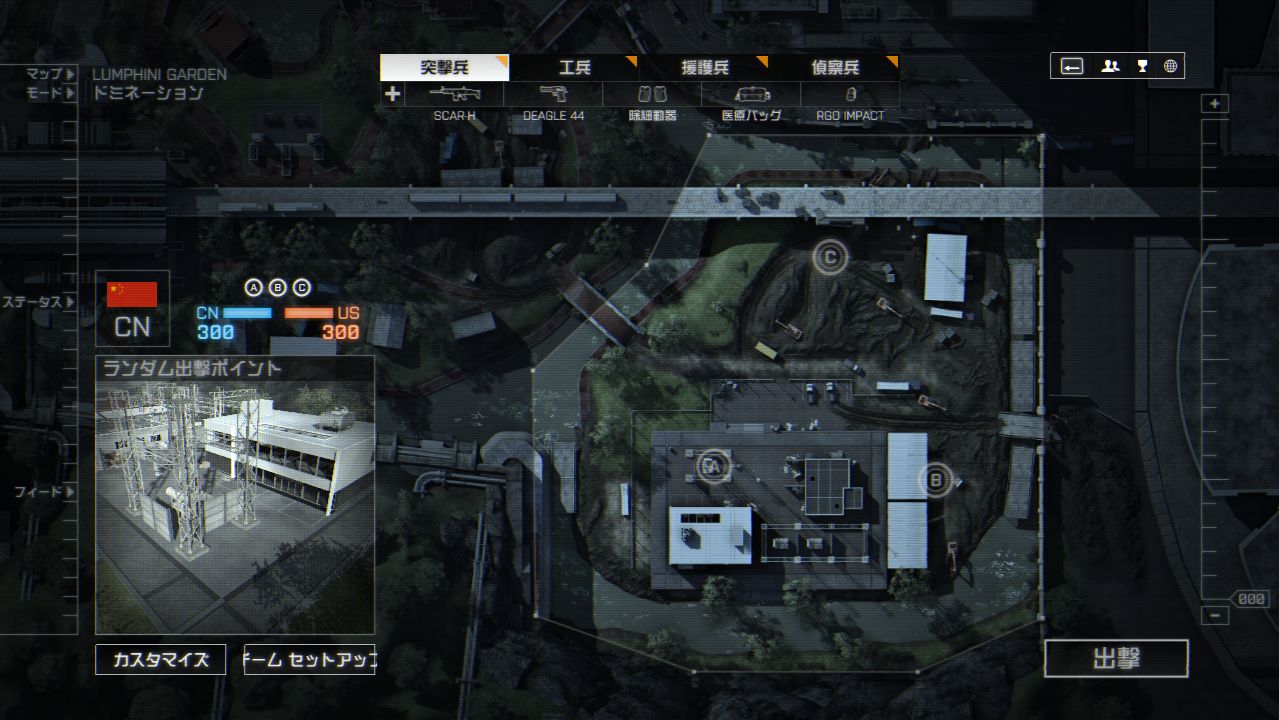 突撃兵 工兵 援護兵 偵察兵
マップ LUMPHINI GARDEN
モード ドミネーション
SCAR-H DEAGLE 44 除細動器 医療バッグ RGO IMPACT
+
C
A B C
ステータス
CN
CN US
300 300
ランダム出撃ポイント
A
B
フィード
000
−
カスタマイズ
ーム セットアップ
出撃